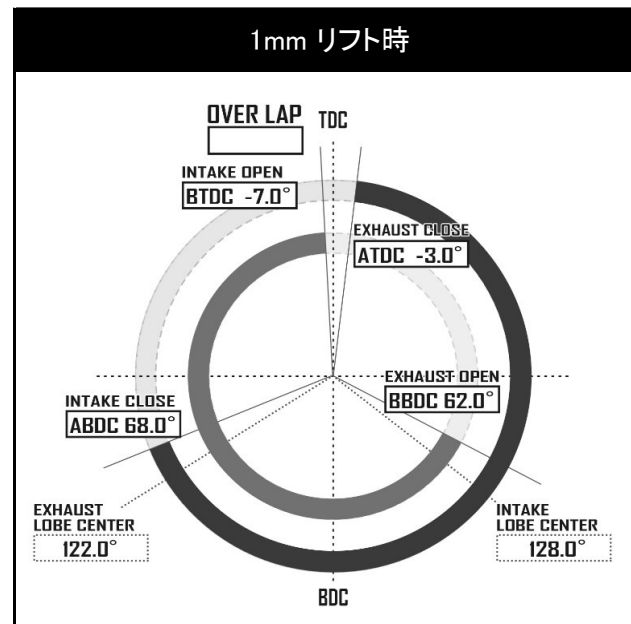 1mm リフト時
OVER LAP
TDC
INTAKE OPEN
BTDC -7.0°
EXHAUST CLOSE
ATDC -3.0°
EXHAUST OPEN
BBDC 62.0°
INTAKE CLOSE
ABDC 68.0°
EXHAUST
LOBE CENTER
122.0°
INTAKE
LOBE CENTER
128.0°
BDC